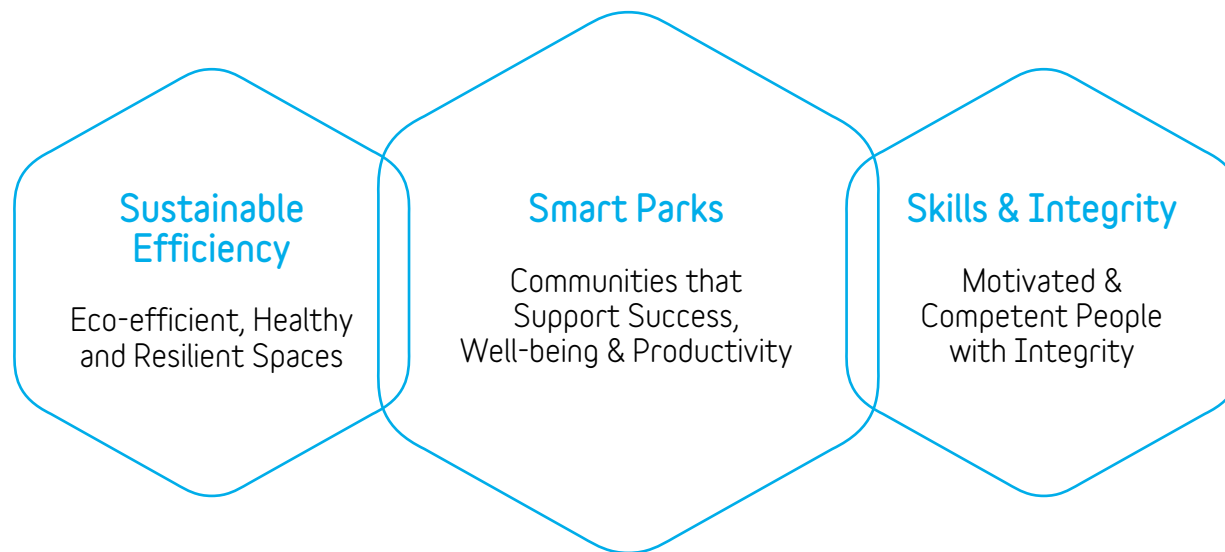 Sustainable
Efficiency
Eco-efficient, Healthy
and Resilient Spaces
Smart Parks
Communities that
Support Success,
Well-being & Productivity
Skills & Integrity
Motivated &
Competent People
with Integrity